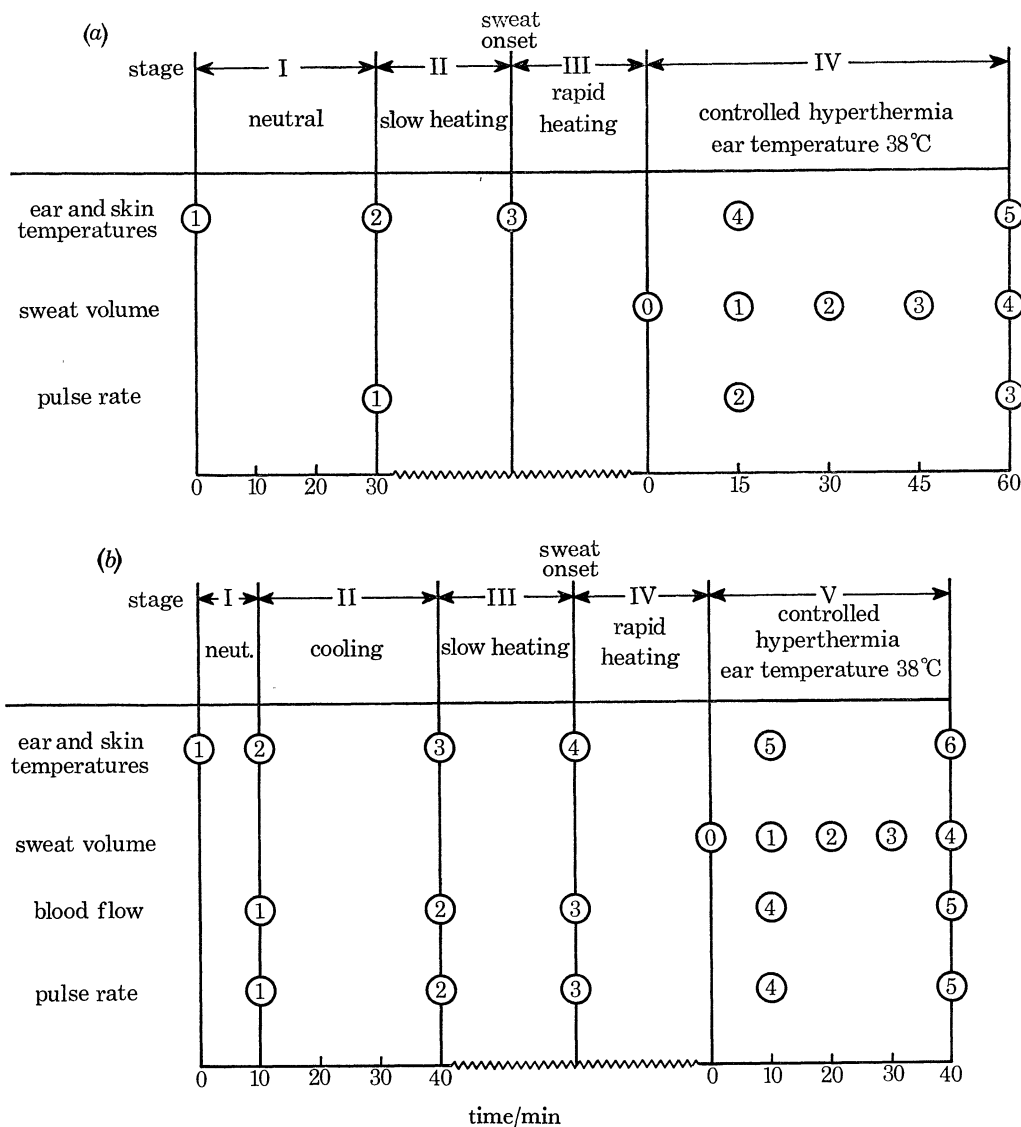 (a)
sweat
onset
stage I II III IV
neutral slow heating rapid
heating controlled hyperthermia
ear temperature 38°C
ear and skin
temperatures
1 2 3 4 5
sweat volume 0 1 2 3 4
pulse rate 1 2 3
0 10 20 30 0 15 30 45 60
(b)
sweat
onset
stage I II III IV V
neut. cooling slow heating rapid
heating controlled
hyperthermia
ear temperature 38°C
ear and skin
temperatures
1 2 3 4 5 6
sweat volume 0 1 2 3 4
blood flow 1 2 3 4 5
pulse rate 1 2 3 4 5
0 10 20 30 40 0 10 20 30 40
time/min